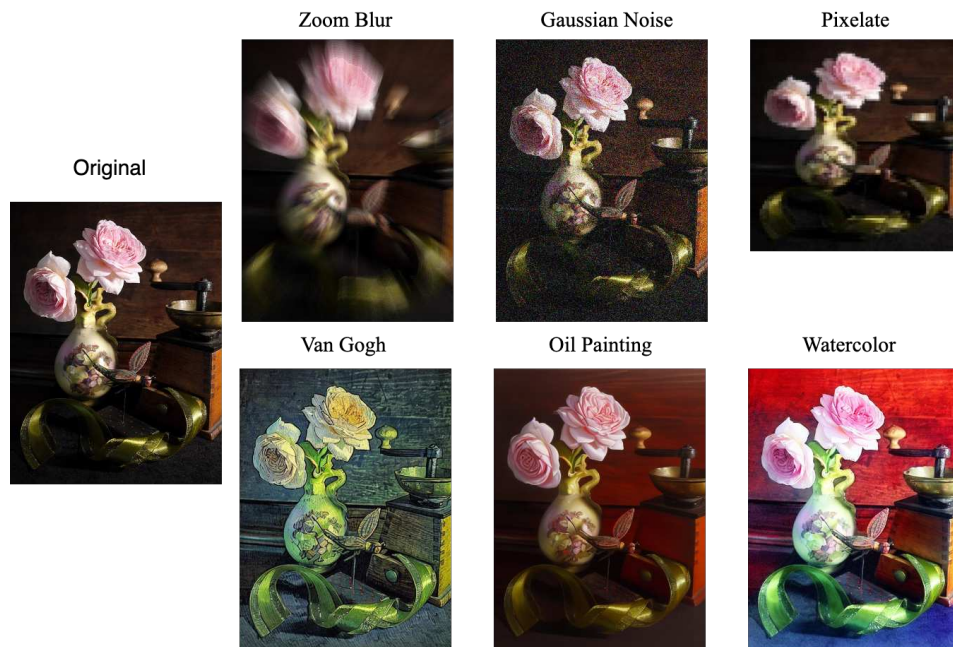 Zoom Blur
Gaussian Noise
Pixelate
Original
Van Gogh
Oil Painting
Watercolor